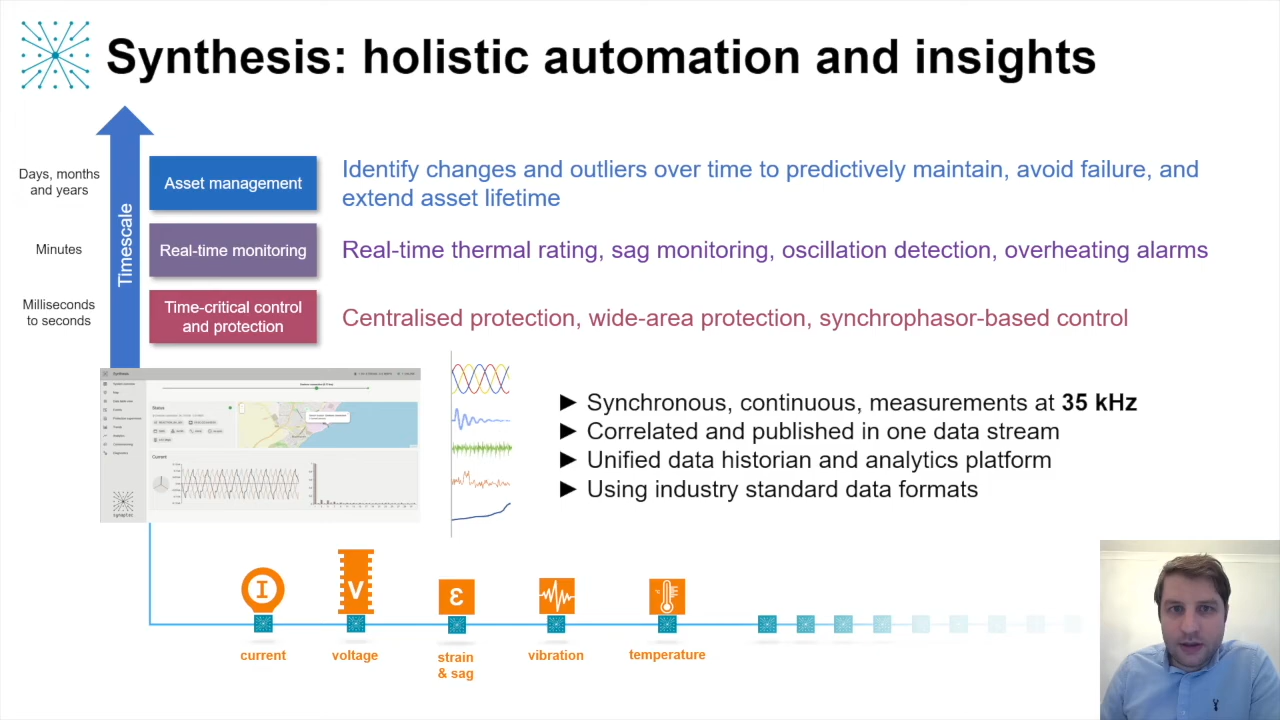 Synthesis: holistic automation and insights
Days, months
and years
Asset management
Identify changes and outliers over time to predictively maintain, avoid failure, and
extend asset lifetime
Timescale
Minutes
Real-time monitoring
Real-time thermal rating, sag monitoring, oscillation detection, overheating alarms
Milliseconds
to seconds
Time-critical control
and protection
Centralised protection, wide-area protection, synchrophasor-based control
Synthesis
Status
Current
synaptec
► Synchronous, continuous, measurements at 35 kHz
► Correlated and published in one data stream
► Unified data historian and analytics platform
► Using industry standard data formats
I
V
ε
°C
current
voltage
strain
& sag
vibration
temperature